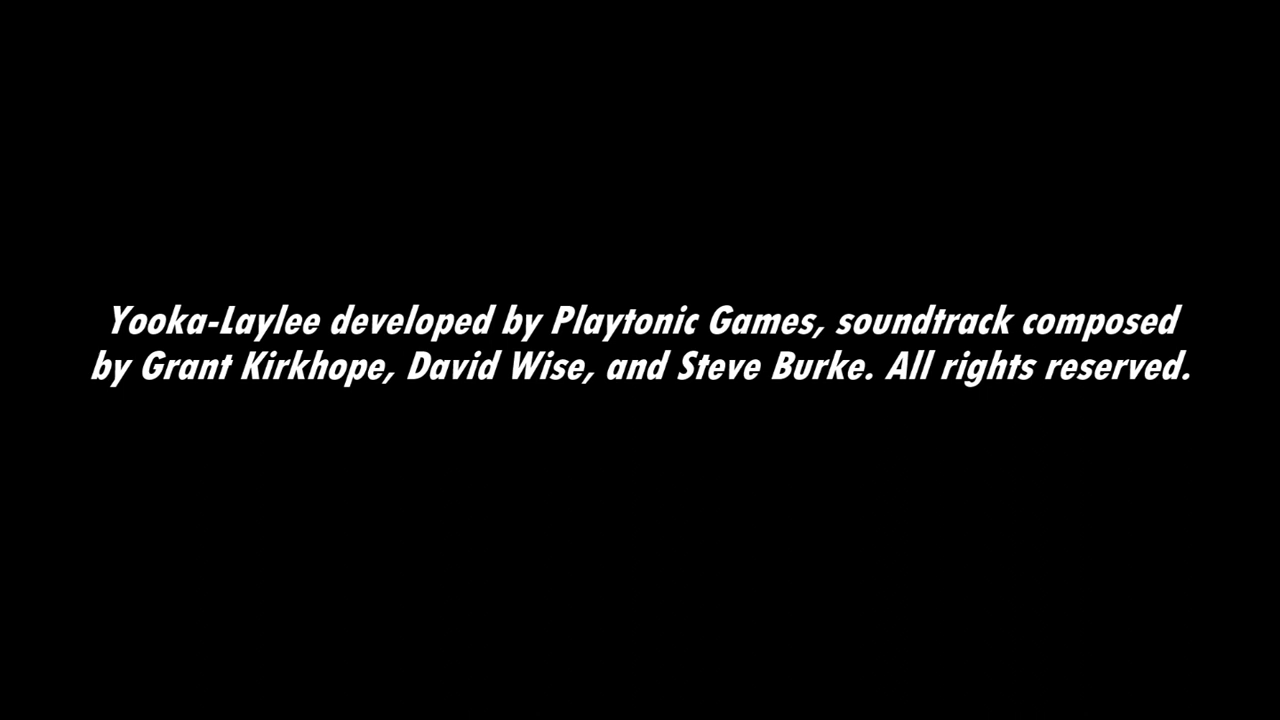 Yooka-Laylee developed by Playtonic Games, soundtrack composed
by Grant Kirkhope, David Wise, and Steve Burke. All rights reserved.